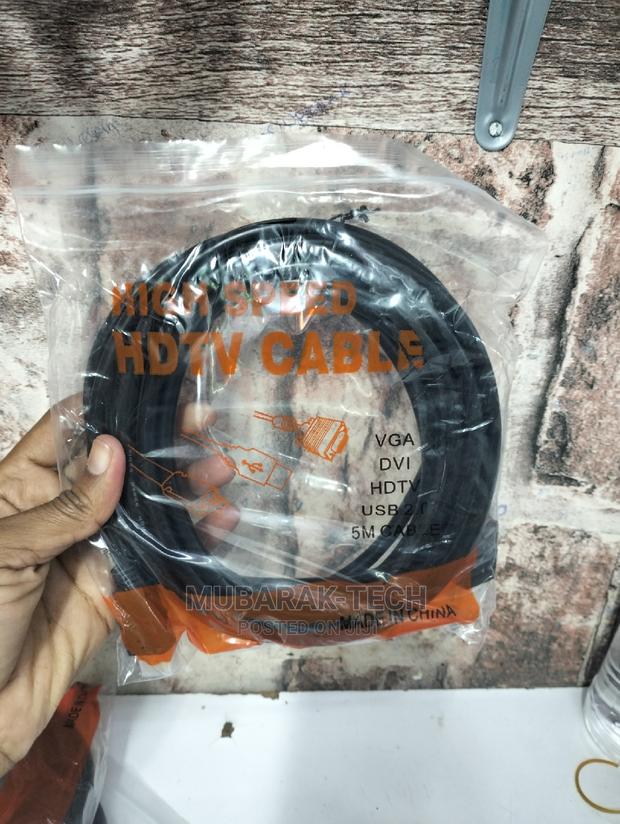 HIGH SPEED
HDTV CABLE
VGA
DVI
HDTV
USB 2.0
5M CABLE
MUBARAK-TECH
MADE IN CHINA
POSTED ON JIJI